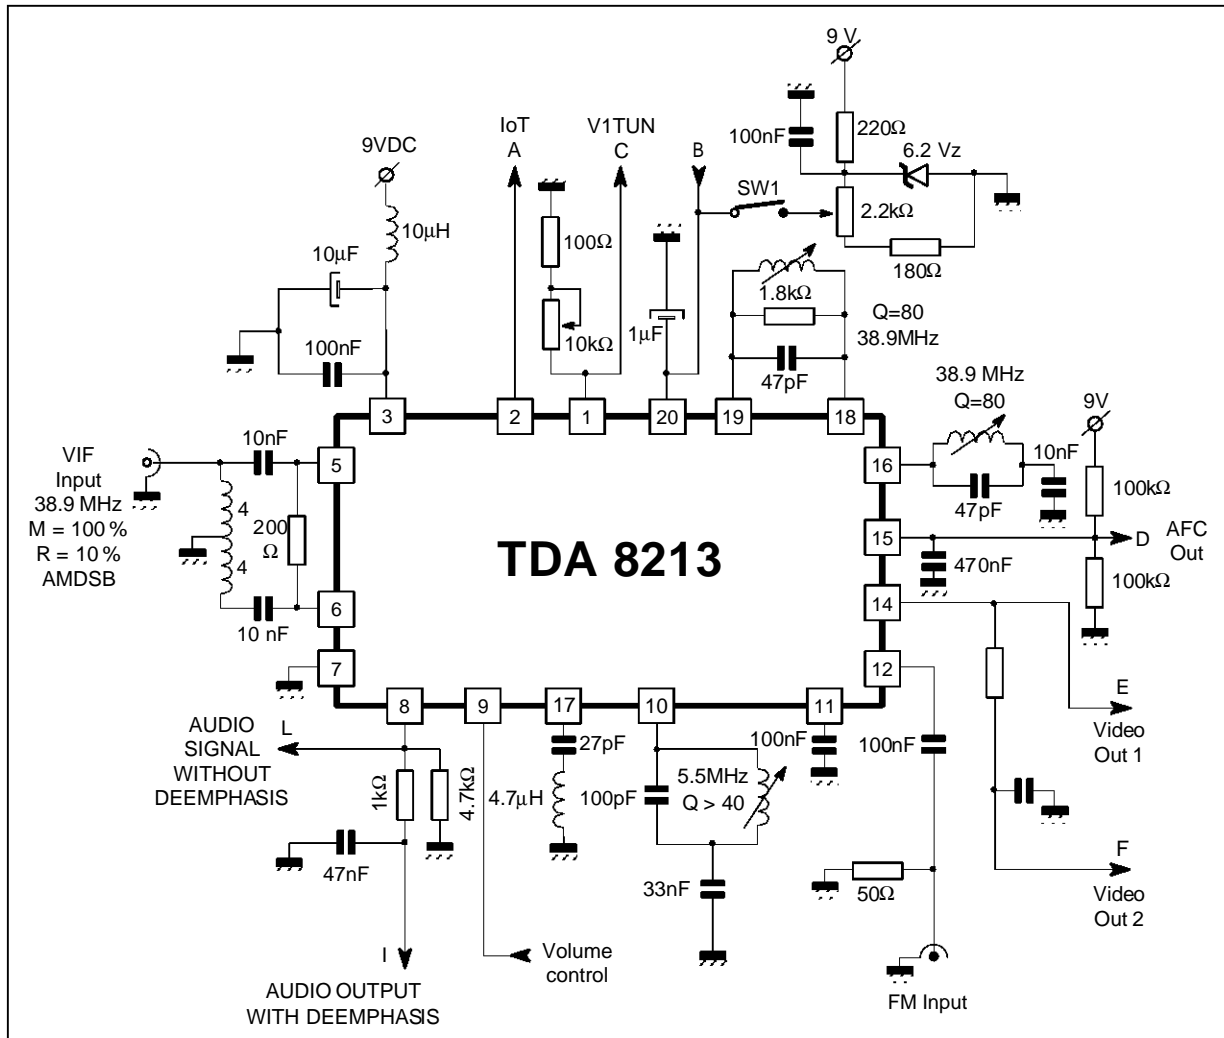 9 V
100nF
220Ω
6.2 Vz
IoT
A
V1TUN
C
B
9VDC
SW1
2.2kΩ
10µH
10µF
100Ω
180Ω
1.8kΩ
Q=80
38.9MHz
1µF
100nF
10kΩ
47pF
38.9 MHz
Q=80
9V
3
2
1
20
19
18
VIF
Input
38.9 MHz
M = 100 %
R = 10 %
AMDSB
10nF
5
16
10nF
47pF
100kΩ
4
4
200
Ω
TDA 8213
15
D
AFC
Out
470nF
100kΩ
10 nF
6
14
7
12
8
9
17
10
11
E
Video
Out 1
L
AUDIO
SIGNAL
WITHOUT
DEEMPHASIS
1kΩ
4.7kΩ
27pF
4.7µH
100pF
5.5MHz
Q > 40
100nF
100nF
47nF
33nF
50Ω
F
Video
Out 2
I
Volume
control
AUDIO OUTPUT
WITH DEEMPHASIS
FM Input